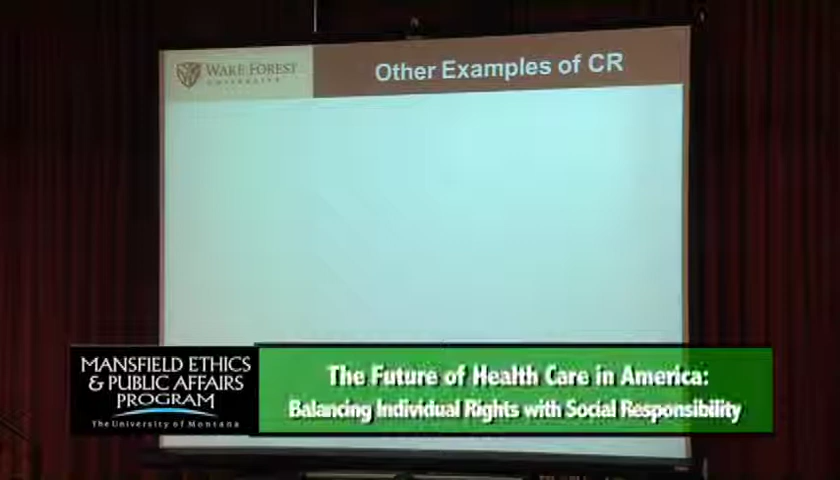 WAKE FOREST
UNIVERSITY
Other Examples of CR
MANSFIELD ETHICS
& PUBLIC AFFAIRS
PROGRAM
The University of Montana
The Future of Health Care in America:
Balancing Individual Rights with Social Responsibility